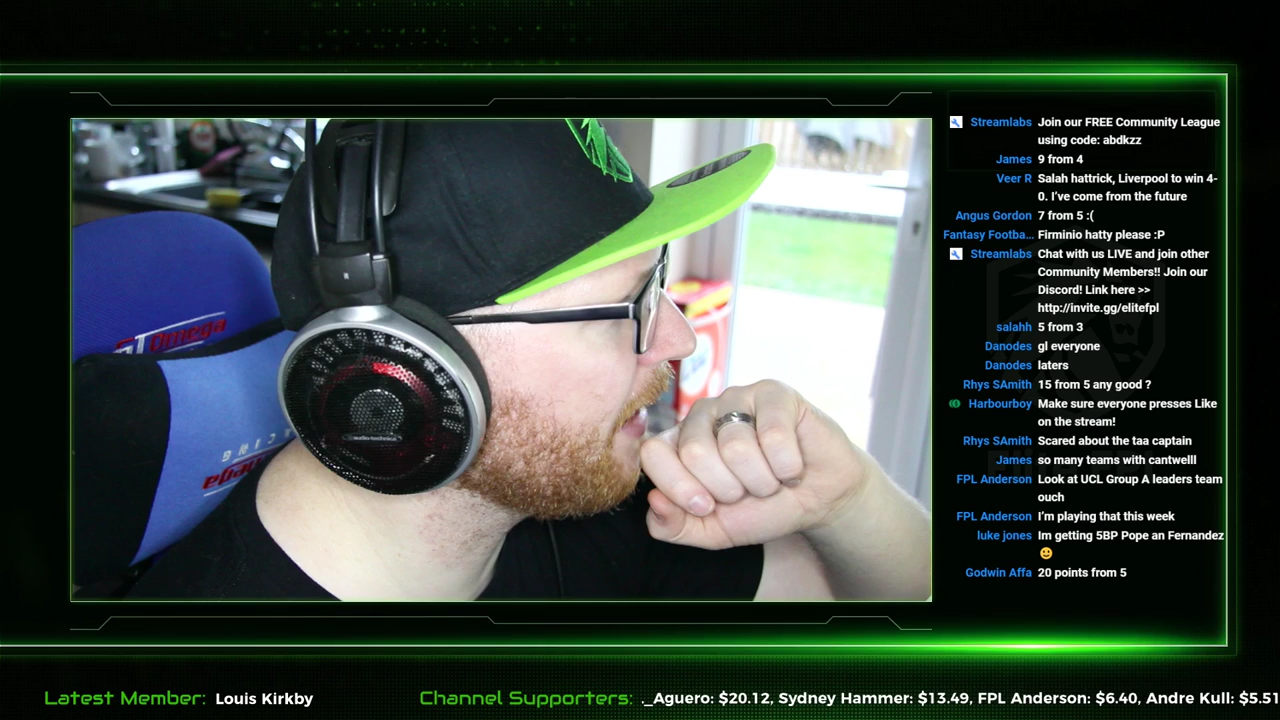 Streamlabs Join our FREE Community League
using code: abdkzz
James 9 from 4
Veer R Salah hattrick, Liverpool to win 4-
0. I've come from the future
Angus Gordon 7 from 5 :(
Fantasy Footba... Firminio hatty please :P
Streamlabs Chat with us LIVE and join other
Community Members!! Join our
Discord! Link here >>
http://invite.gg/elitefpl
salahh 5 from 3
Danodes gl everyone
Danodes laters
Rhys SAmith 15 from 5 any good ?
Harbourboy Make sure everyone presses Like
on the stream!
Rhys SAmith Scared about the taa captain
James so many teams with cantwelll
FPL Anderson Look at UCL Group A leaders team
ouch
FPL Anderson I'm playing that this week
luke jones Im getting 5BP Pope an Fernandez
😃
Godwin Affa 20 points from 5
GT Omega
audio-technica
Latest Member: Louis Kirkby
Channel Supporters: ._Aguero: $20.12, Sydney Hammer: $13.49, FPL Anderson: $6.40, Andre Kull: $5.51